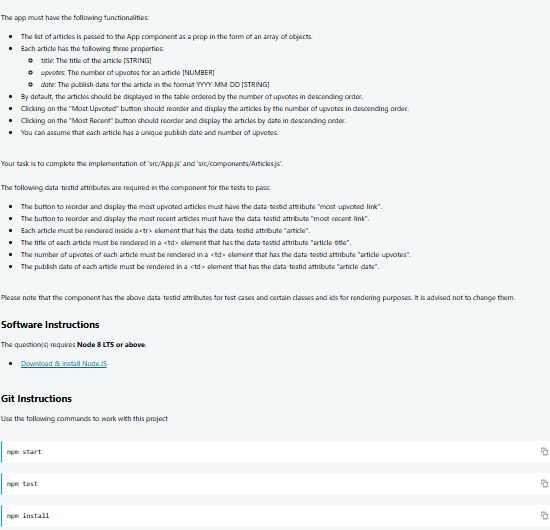 The app must have the following functionalities:
The list of articles is passed to the App component as a prop in the form of an array of objects.
Each article has the following three properties:
title: The title of the article [STRING]
upvotes: The number of upvotes for an article [NUMBER]
date: The publish date for the article in the format YYYY-MM-DD [STRING]
By default, the articles should be displayed in the table ordered by the number of upvotes in descending order.
Clicking on the "Most Upvoted" button should reorder and display the articles by the number of upvotes in descending order.
Clicking on the "Most Recent" button should reorder and display the articles by date in descending order.
You can assume that each article has a unique publish date and number of upvotes.
Your task is to complete the implementation of 'src/App.js' and 'src/components/Articles.js'.
The following data-testid attributes are required in the component for the tests to pass:
The button to reorder and display the most upvoted articles must have the data-testid attribute "most-upvoted-link".
The button to reorder and display the most recent articles must have the data-testid attribute "most-recent-link".
Each article must be rendered inside a<tr> element that has the data-testid attribute "article".
The title of each article must be rendered in a <td> element that has the data-testid attribute "article-title".
The number of upvotes of each article must be rendered in a <td> element that has the data-testid attribute "article-upvotes".
The publish date of each article must be rendered in a <td> element that has the data-testid attribute "article-date".
Please note that the component has the above data-testid attributes for test cases and certain classes and ids for rendering purposes. It is advised not to change them.
Software Instructions
The question(s) requires Node 8 LTS or above.
Download & Install NodeJS
Git Instructions
Use the following commands to work with this project
npm start
npm test
npm install